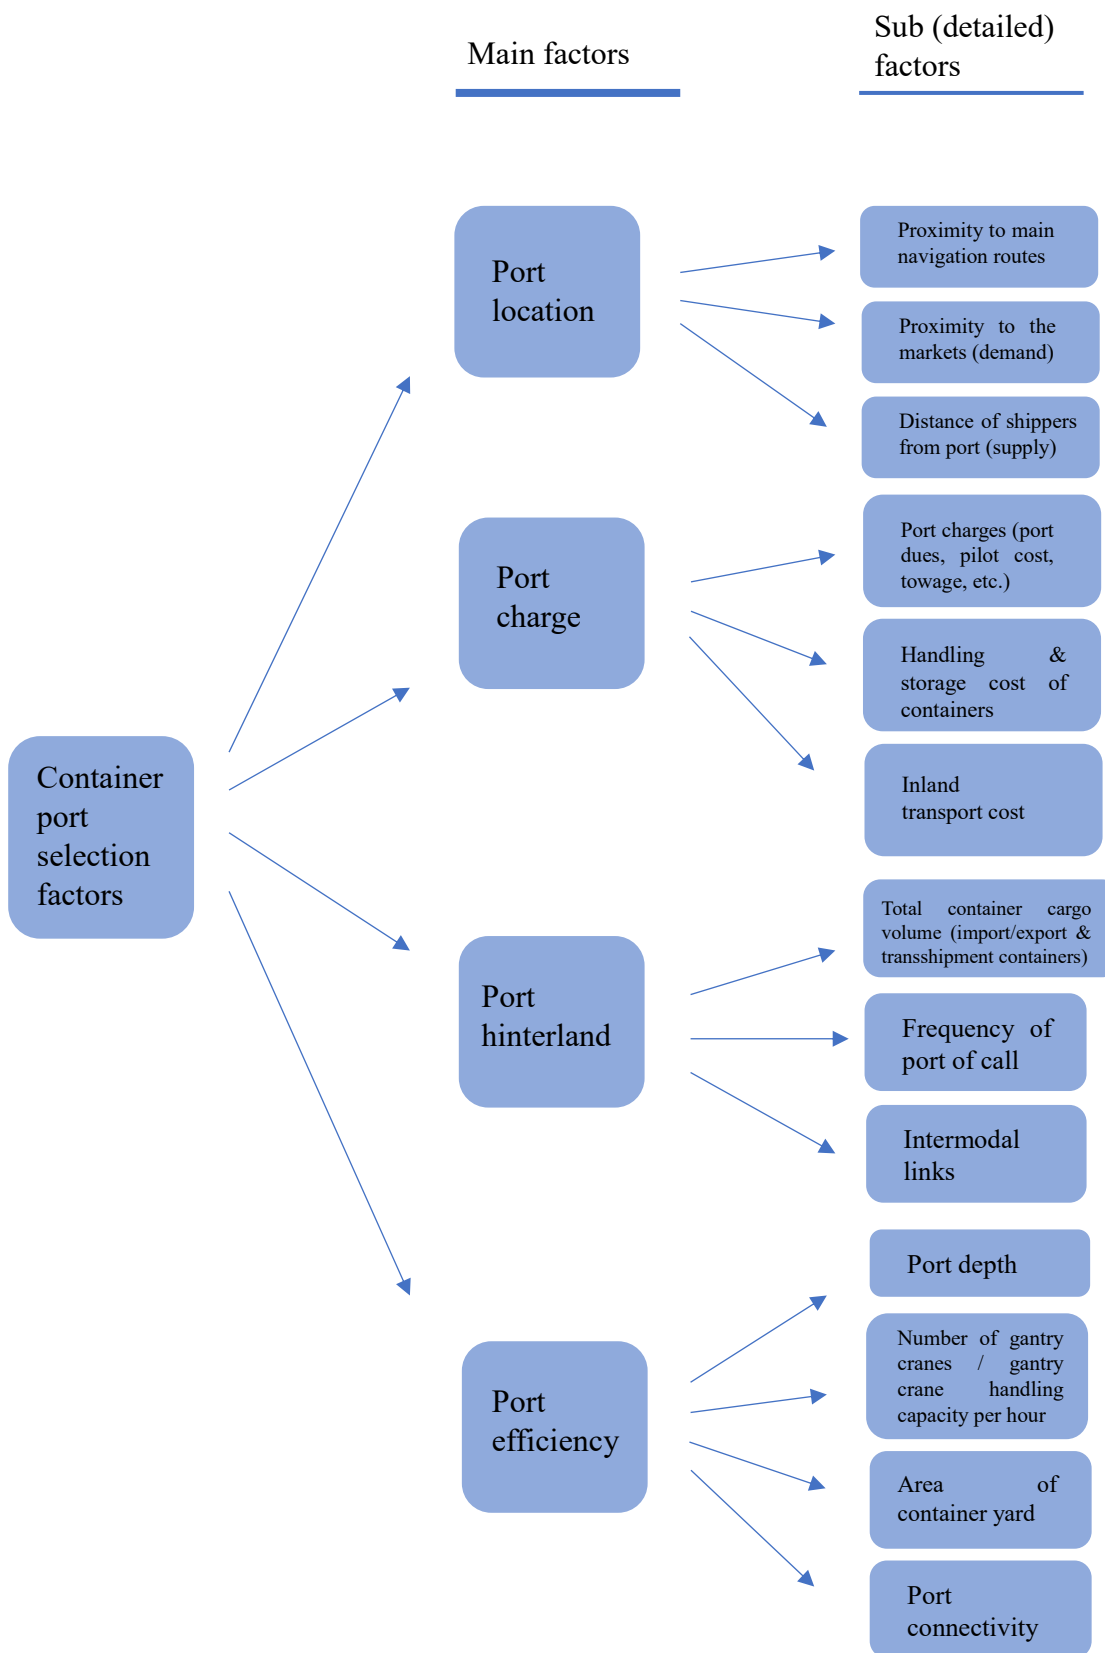 Main factors
Sub (detailed)
factors
Container
port
selection
factors
Port
location
Proximity to main
navigation routes
Proximity to the
markets (demand)
Distance of shippers
from port (supply)
Port
charge
Port charges (port
dues, pilot cost,
towage, etc.)
Handling &
storage cost of
containers
Inland
transport cost
Port
hinterland
Total container cargo
volume (import/export &
transshipment containers)
Frequency of
port of call
Intermodal
links
Port
efficiency
Port depth
Number of gantry
cranes / gantry
crane handling
capacity per hour
Area of
container yard
Port
connectivity